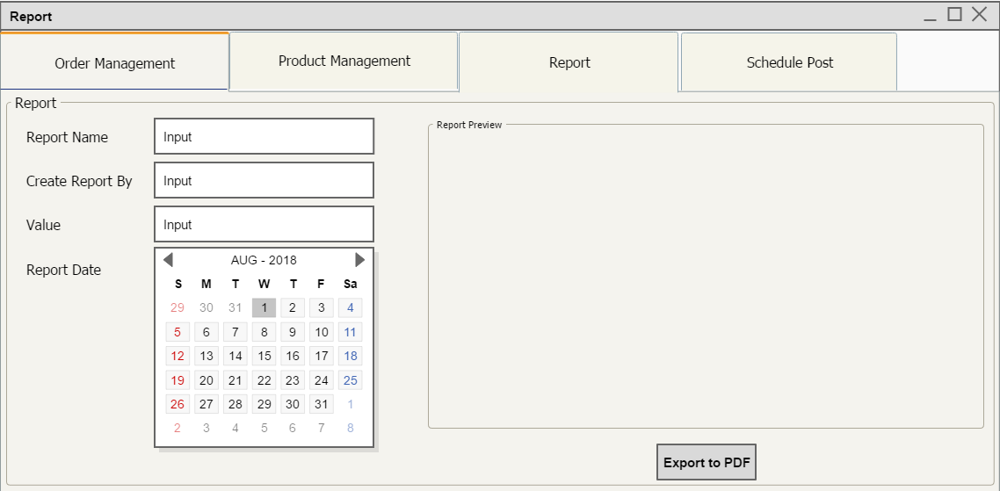 Report
Order Management
Product Management
Report
Schedule Post
Report
Report Name
Input
Create Report By
Input
Value
Input
Report Date
AUG - 2018
S M T W T F Sa
29 30 31 1 2 3 4
5 6 7 8 9 10 11
12 13 14 15 16 17 18
19 20 21 22 23 24 25
26 27 28 29 30 31 1
2 3 4 5 6 7 8
Report Preview
Export to PDF